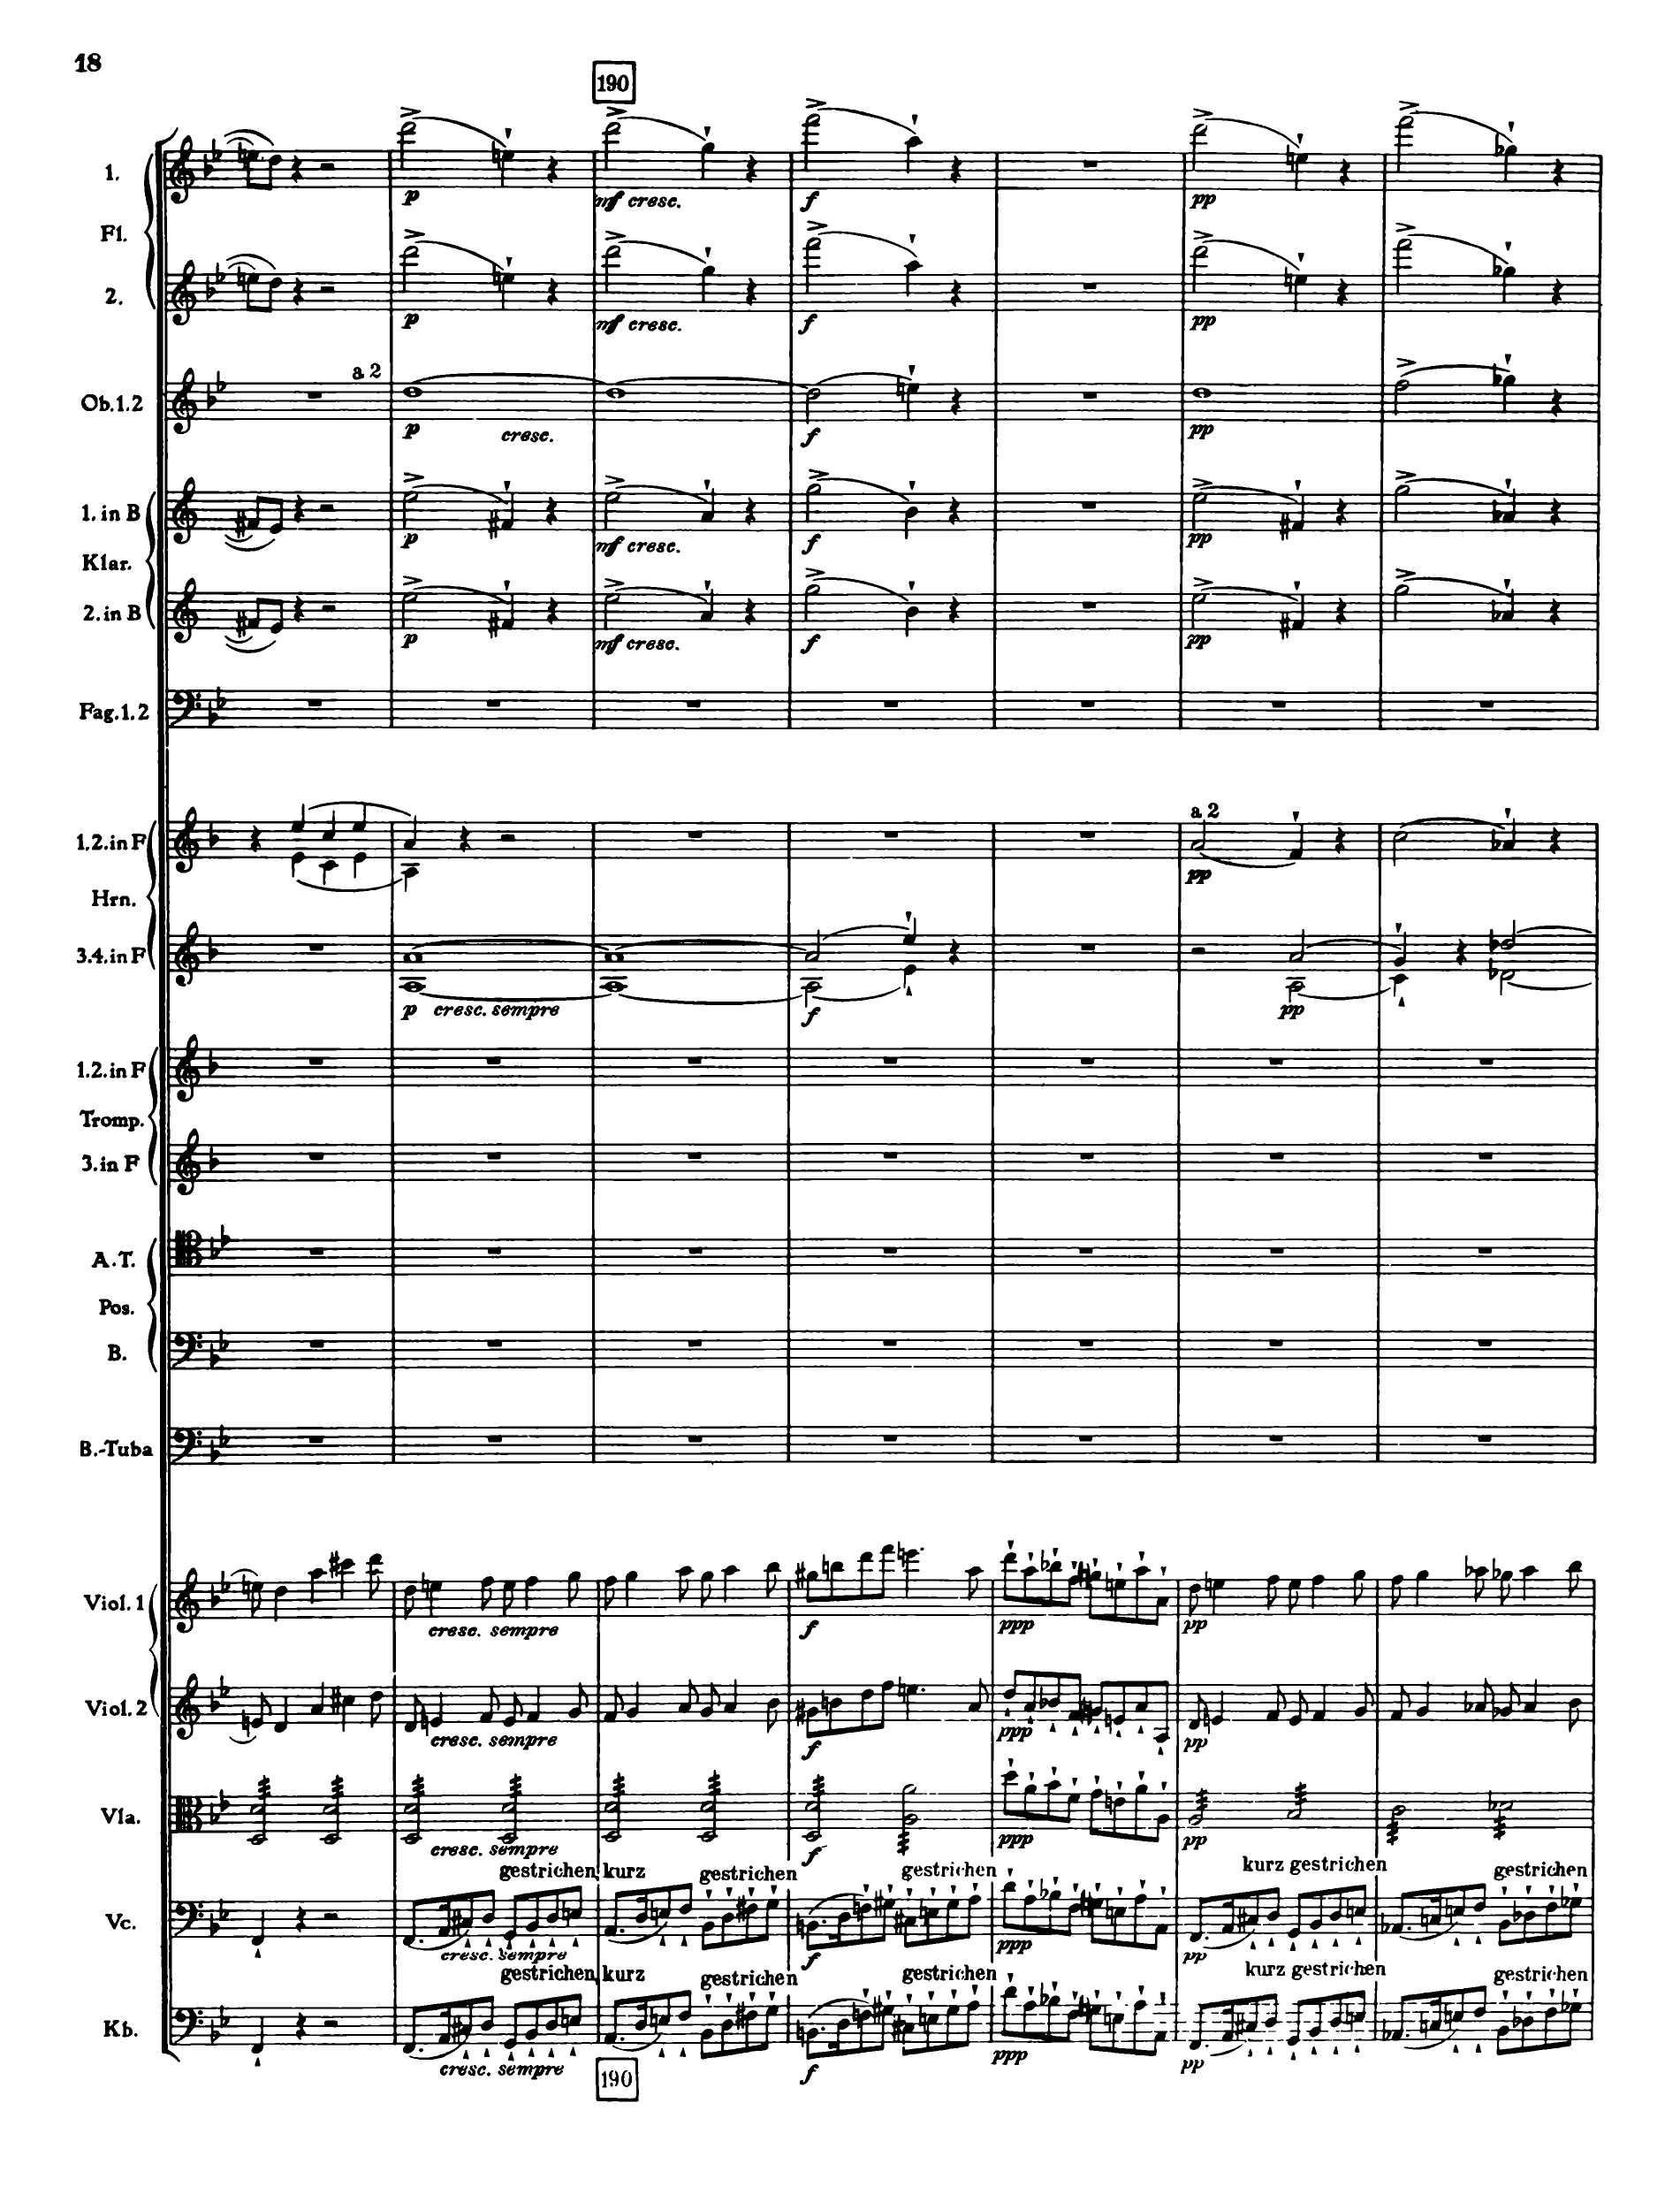 18
190
1.
Fl.
2.
p mf cresc. f pp
p mf cresc. f pp
a 2
Ob.1.2
p cresc. f pp
1. in B
p mf cresc. f pp
Klar.
2. in B
p mf cresc. f pp
Fag.1.2
a 2
1.2.in F
pp
Hrn.
3.4.in F
p cresc. sempre f pp
1.2.in F
Tromp.
3.in F
A.T.
Pos.
B.
B.-Tuba
Viol. 1
cresc. sempre f ppp pp
Viol. 2
cresc. sempre f ppp pp
Vla.
cresc. sempre f ppp pp
gestrichen kurz gestrichen gestrichen kurz gestrichen gestrichen
Vc.
cresc. sempre f ppp pp
gestrichen kurz gestrichen gestrichen kurz gestrichen gestrichen
Kb.
cresc. sempre f ppp pp
190